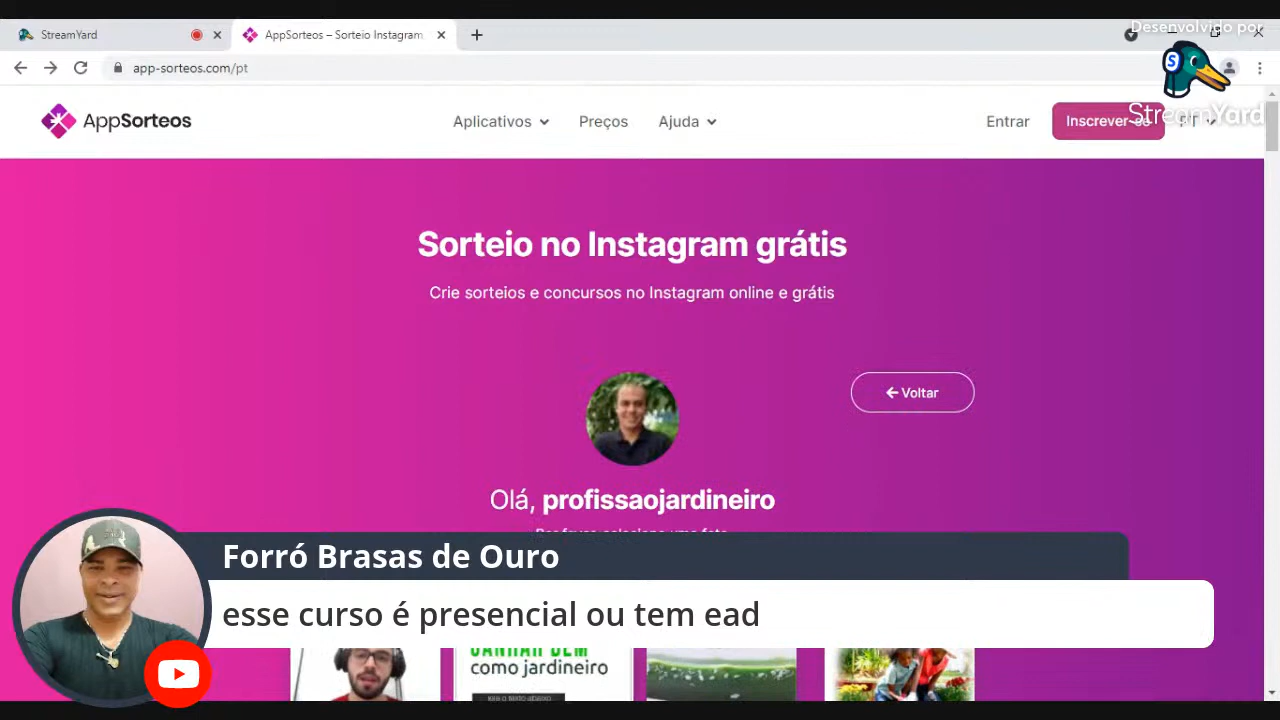 Desenvolvido por
StreamYard
AppSorteos – Sorteio Instagram
app-sorteos.com/pt
StreamYard
AppSorteos
Aplicativos
Preços
Ajuda
Entrar
Inscrever-se
Sorteio no Instagram grátis
Crie sorteios e concursos no Instagram online e grátis
Voltar
Olá, profissaojardineiro
Forró Brasas de Ouro
esse curso é presencial ou tem ead
GANHAR BEM
como jardineiro